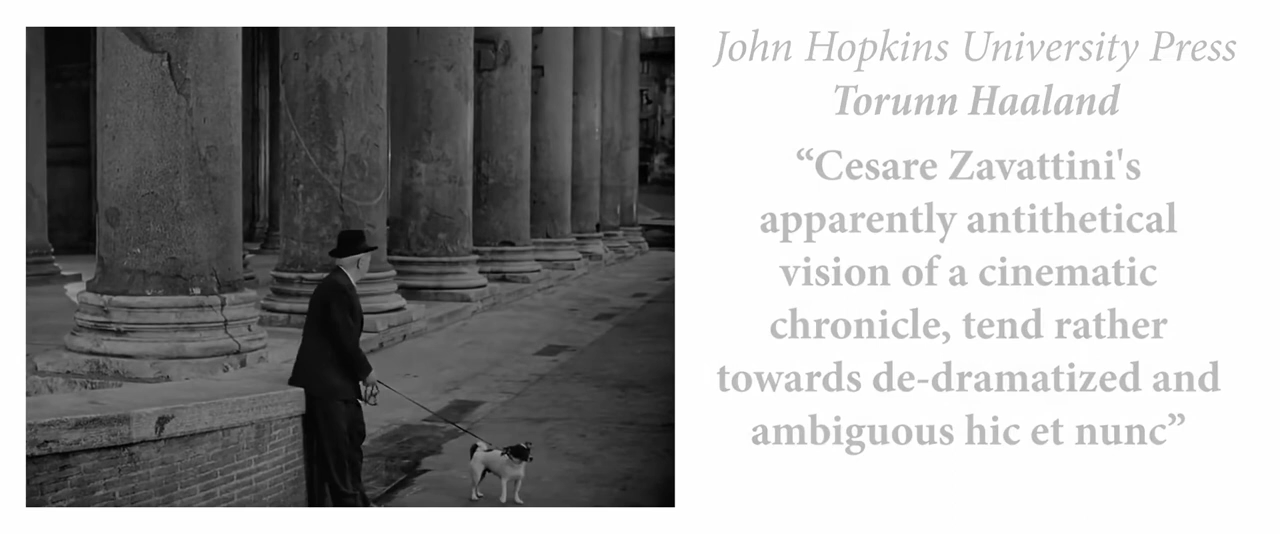 John Hopkins University Press
Torunn Haaland
“Cesare Zavattini's
apparently antithetical
vision of a cinematic
chronicle, tend rather
towards de-dramatized and
ambiguous hic et nunc”